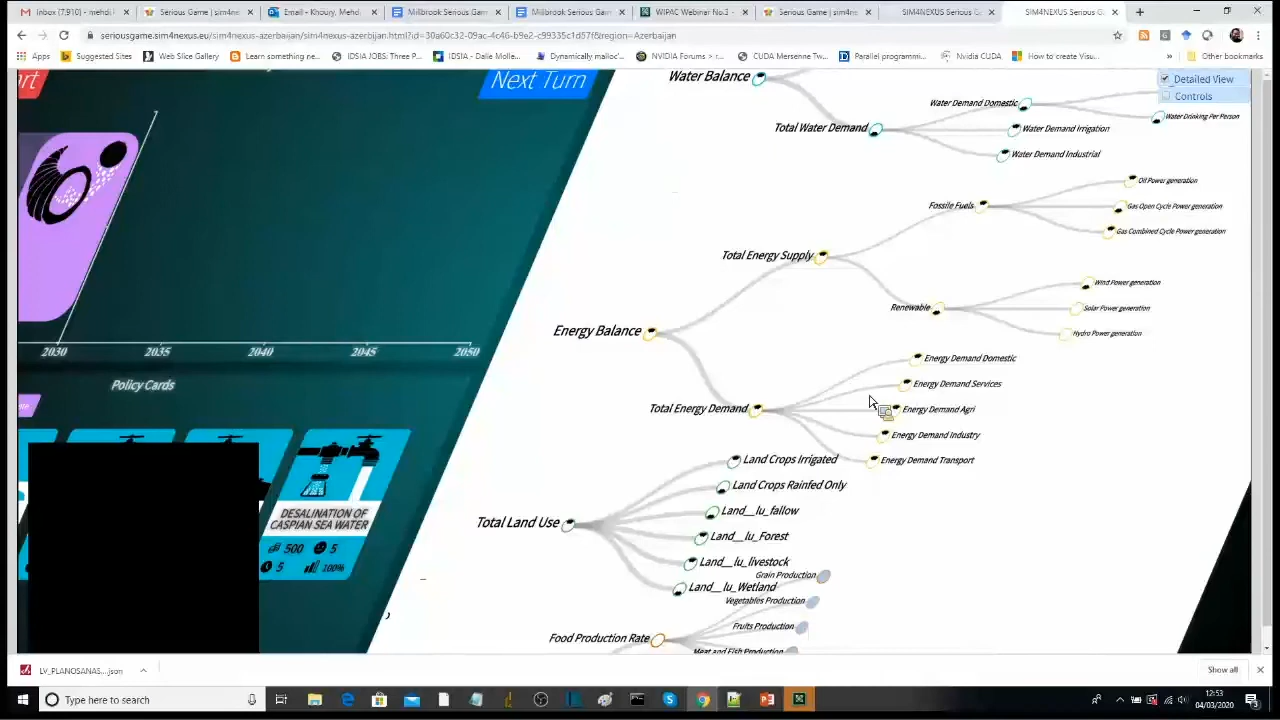 Inbox (7,910) - mehdi.k
Serious Game | sim4ne
Email - Khoury, Mehdi
Millbrook Serious Gam
Millbrook Serious Gam
WIPAC Webinar No.3 -
Serious Game | sim4ne
SIM4NEXUS Serious G
SIM4NEXUS Serious G
seriousgame.sim4nexus.eu/sim4nexus-azerbaijan/sim4nexus-azerbijan.html?id=30a60c32-09ac-4c46-b9e2-c99335c1d57f&region=Azerbaijan
Apps
Suggested Sites
Web Slice Gallery
Learn something ne...
IDSIA JOBS: Three P...
IDSIA - Dalle Molle...
Dynamically malloc'...
NVIDIA Forums > r...
CUDA Mersenne Tw...
Parallel programmi...
Nvidia CUDA
How to create Visu...
»
Other bookmarks
art
Next Turn
Water Balance
Detailed View
Controls
Water Demand Domestic
Water Drinking Per Person
Total Water Demand
Water Demand Irrigation
Water Demand Industrial
Oil Power generation
Fossile Fuels
Gas Open Cycle Power generation
Gas Combined Cycle Power generation
Total Energy Supply
Wind Power generation
Renewable
Solar Power generation
Hydro Power generation
Energy Balance
2030 2035 2040 2045 2050
Energy Demand Domestic
Energy Demand Services
Policy Cards
Total Energy Demand
Energy Demand Agri
Energy Demand Industry
Energy Demand Transport
Land Crops Irrigated
Land Crops Rainfed Only
Land__lu_fallow
Total Land Use
Land__lu_Forest
Land__lu_livestock
Land__lu_Wetland
DESALINATION OF
CASPIAN SEA WATER
500 5
5 100%
Grain Production
Vegetables Production
Fruits Production
Food Production Rate
Meat and Fish Production
LV_PLANOSANAS....json
Show all
Type here to search
12:53
04/03/2020